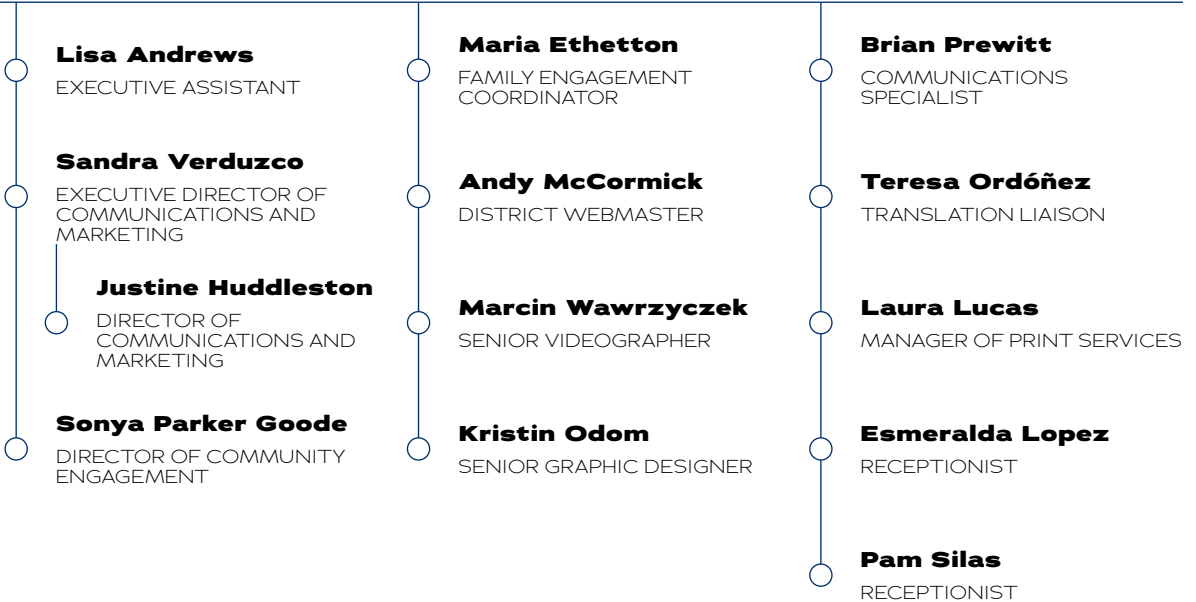 Lisa Andrews
EXECUTIVE ASSISTANT
Sandra Verduzco
EXECUTIVE DIRECTOR OF
COMMUNICATIONS AND
MARKETING
Justine Huddleston
DIRECTOR OF
COMMUNICATIONS AND
MARKETING
Sonya Parker Goode
DIRECTOR OF COMMUNITY
ENGAGEMENT
Maria Ethetton
FAMILY ENGAGEMENT
COORDINATOR
Andy McCormick
DISTRICT WEBMASTER
Marcin Wawrzyczek
SENIOR VIDEOGRAPHER
Kristin Odom
SENIOR GRAPHIC DESIGNER
Brian Prewitt
COMMUNICATIONS
SPECIALIST
Teresa Ordóñez
TRANSLATION LIAISON
Laura Lucas
MANAGER OF PRINT SERVICES
Esmeralda Lopez
RECEPTIONIST
Pam Silas
RECEPTIONIST